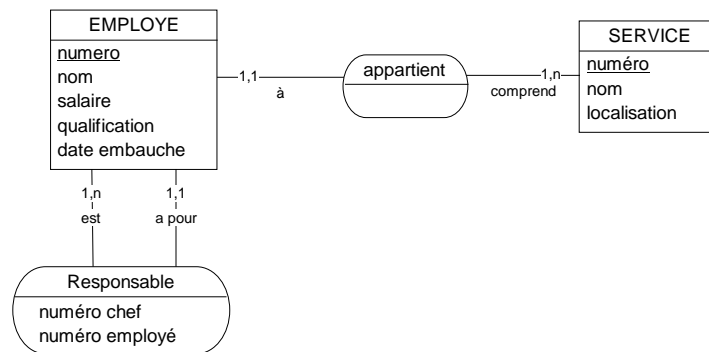 EMPLOYE
numero
nom
salaire
qualification
date embauche
1,1
à
appartient
1,n
comprend
SERVICE
numéro
nom
localisation
1,n
est
1,1
a pour
Responsable
numéro chef
numéro employé